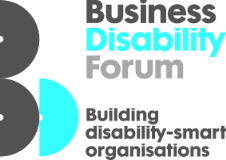 Business
Disability
Forum
Building
disability-smart
organisations